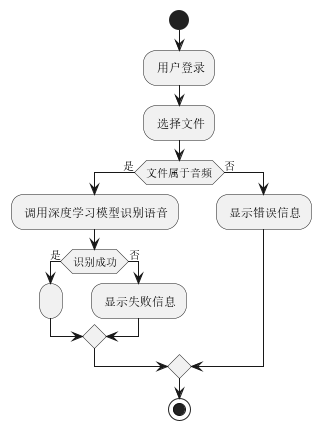 用户登录
选择文件
是
文件属于音频
否
调用深度学习模型识别语音
显示错误信息
是
识别成功
否
显示失败信息